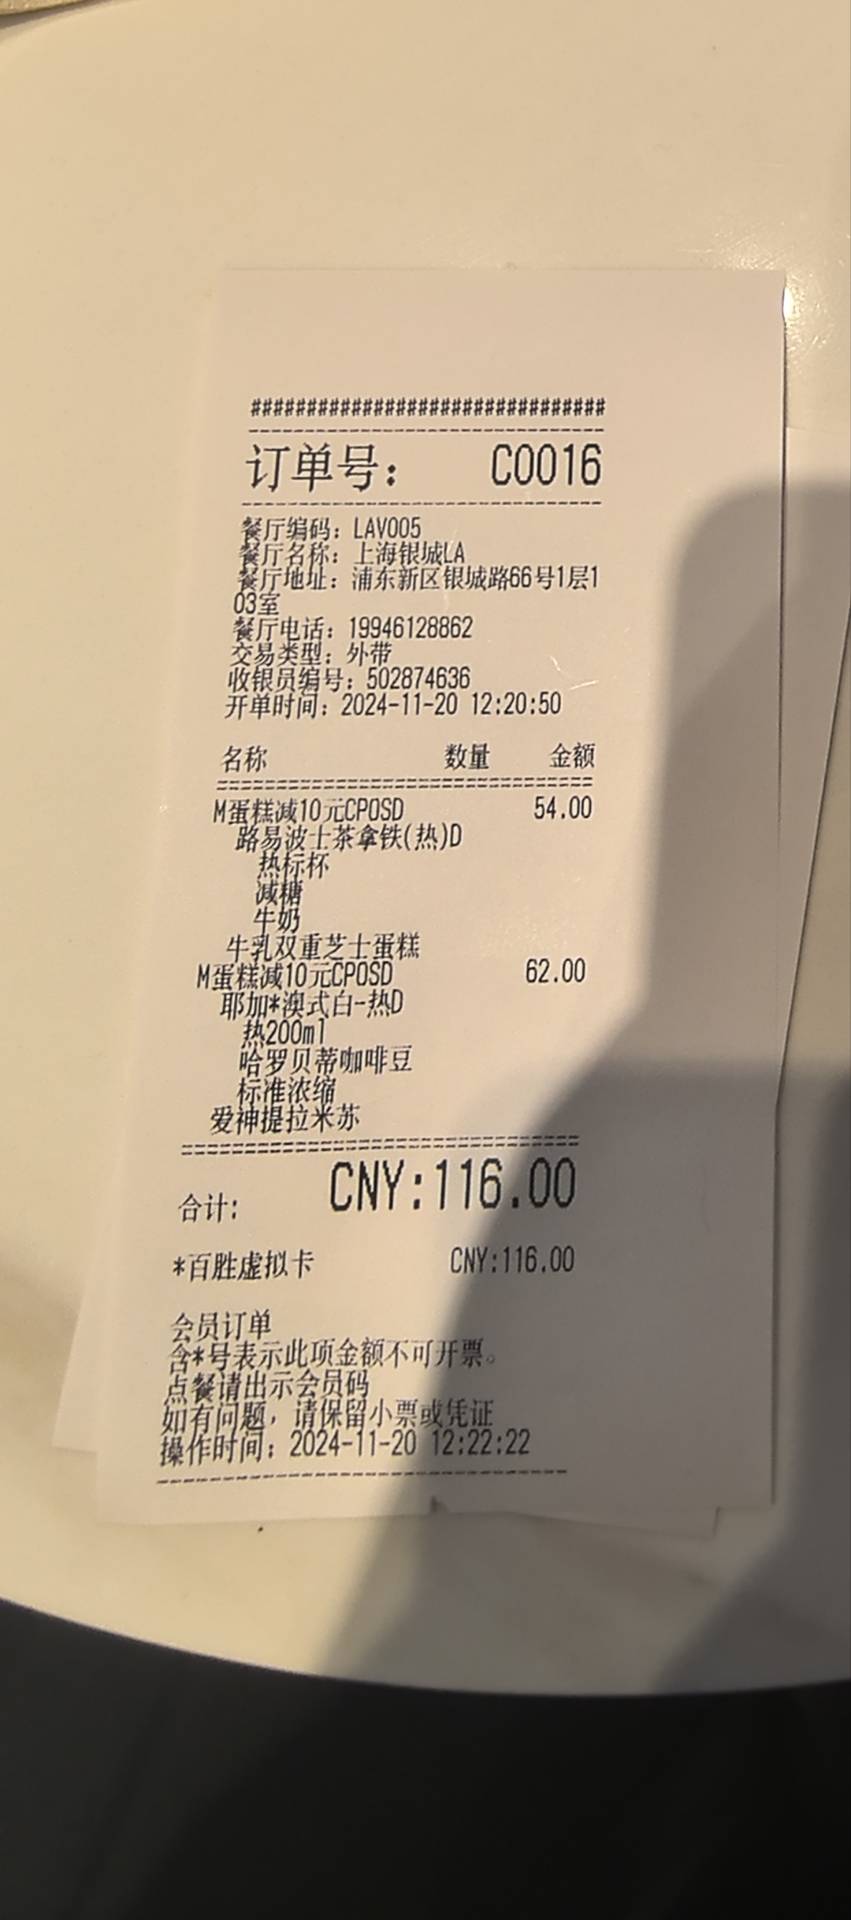 ################################
订单号： C0016
餐厅编码：LAV005
餐厅名称：上海银城LA
餐厅地址：浦东新区银城路66号1层1
03室
餐厅电话：19946128862
交易类型：外带
收银员编号：502874636
开单时间：2024-11-20 12:20:50
名称 数量 金额
M蛋糕减10元CPOSD 54.00
路易波士茶拿铁(热)D
热标杯
减糖
牛奶
牛乳双重芝士蛋糕
M蛋糕减10元CPOSD 62.00
耶加*澳式白-热D
热200ml
哈罗贝蒂咖啡豆
标准浓缩
爱神提拉米苏
合计： CNY:116.00
*百胜虚拟卡 CNY:116.00
会员订单
含*号表示此项金额不可开票。
点餐请出示会员码
如有问题，请保留小票或凭证
操作时间：2024-11-20 12:22:22